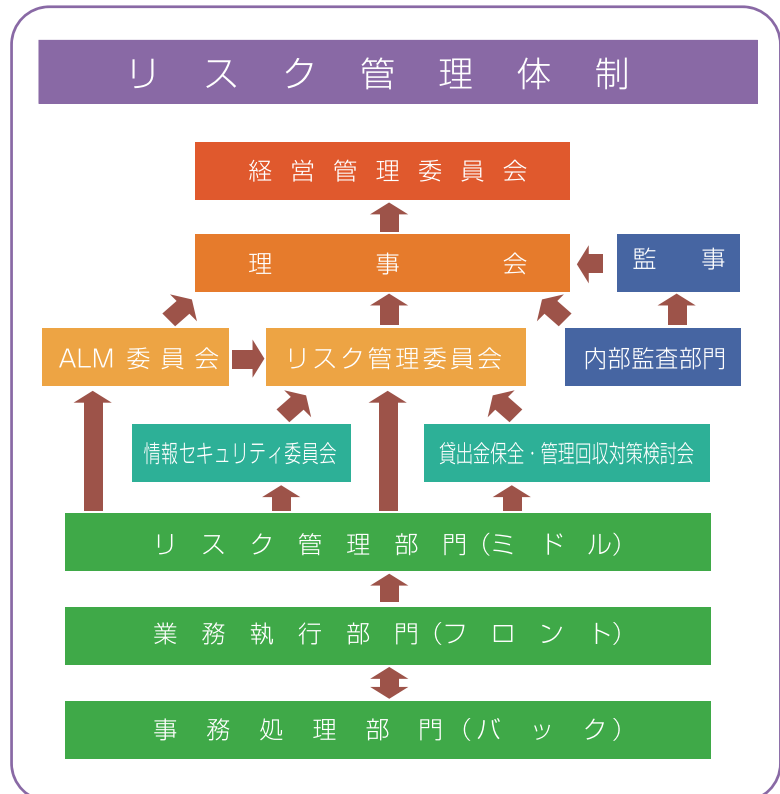 リスク管理体制
経営管理委員会
理事会
監事
ALM委員会
リスク管理委員会
内部監査部門
情報セキュリティ委員会
貸出金保全・管理回収対策検討会
リスク管理部門(ミドル)
業務執行部門(フロント)
事務処理部門(バック)